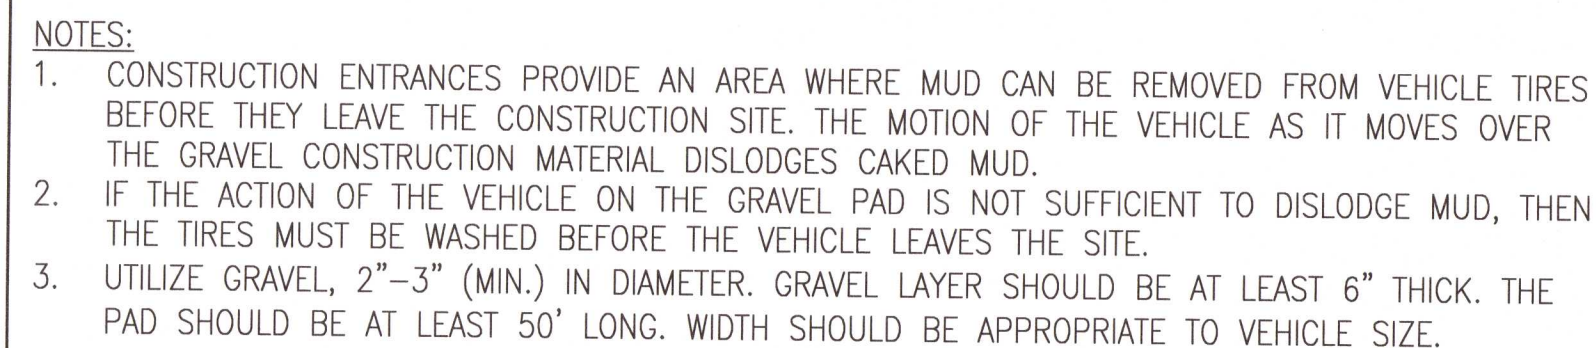 NOTES:
1. CONSTRUCTION ENTRANCES PROVIDE AN AREA WHERE MUD CAN BE REMOVED FROM VEHICLE TIRES
BEFORE THEY LEAVE THE CONSTRUCTION SITE. THE MOTION OF THE VEHICLE AS IT MOVES OVER
THE GRAVEL CONSTRUCTION MATERIAL DISLODGES CAKED MUD.
2. IF THE ACTION OF THE VEHICLE ON THE GRAVEL PAD IS NOT SUFFICIENT TO DISLODGE MUD, THEN
THE TIRES MUST BE WASHED BEFORE THE VEHICLE LEAVES THE SITE.
3. UTILIZE GRAVEL, 2”–3” (MIN.) IN DIAMETER. GRAVEL LAYER SHOULD BE AT LEAST 6” THICK. THE
PAD SHOULD BE AT LEAST 50’ LONG. WIDTH SHOULD BE APPROPRIATE TO VEHICLE SIZE.